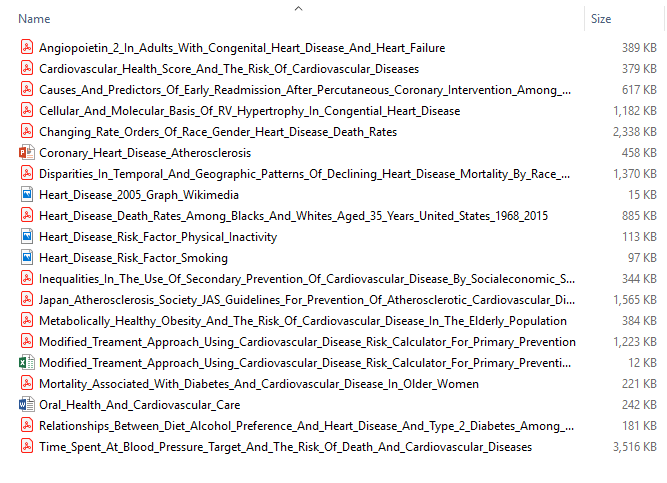 Name Size
Angiopoietin_2_In_Adults_With_Congenital_Heart_Disease_And_Heart_Failure 389 KB
Cardiovascular_Health_Score_And_The_Risk_Of_Cardiovascular_Diseases 379 KB
Causes_And_Predictors_Of_Early_Readmission_After_Percutaneous_Coronary_Intervention_Among_... 617 KB
Cellular_And_Molecular_Basis_Of_RV_Hypertrophy_In_Congential_Heart_Disease 1,182 KB
Changing_Rate_Orders_Of_Race_Gender_Heart_Disease_Death_Rates 2,338 KB
Coronary_Heart_Disease_Atherosclerosis 458 KB
Disparities_In_Temporal_And_Geographic_Patterns_Of_Declining_Heart_Disease_Mortality_By_Race_... 1,370 KB
Heart_Disease_2005_Graph_Wikimedia 15 KB
Heart_Disease_Death_Rates_Among_Blacks_And_Whites_Aged_35_Years_United_States_1968_2015 885 KB
Heart_Disease_Risk_Factor_Physical_Inactivity 113 KB
Heart_Disease_Risk_Factor_Smoking 97 KB
Inequalities_In_The_Use_Of_Secondary_Prevention_Of_Cardiovascular_Disease_By_Socialeconomic_S... 344 KB
Japan_Atherosclerosis_Society_JAS_Guidelines_For_Prevention_Of_Atherosclerotic_Cardiovascular_Di... 1,565 KB
Metabolically_Healthy_Obesity_And_The_Risk_Of_Cardiovascular_Disease_In_The_Elderly_Population 384 KB
Modified_Treament_Approach_Using_Cardiovascular_Disease_Risk_Calculator_For_Primary_Prevention 1,223 KB
Modified_Treament_Approach_Using_Cardiovascular_Disease_Risk_Calculator_For_Primary_Preventi... 12 KB
Mortality_Associated_With_Diabetes_And_Cardiovascular_Disease_In_Older_Women 221 KB
Oral_Health_And_Cardiovascular_Care 242 KB
Relationships_Between_Diet_Alcohol_Preference_And_Heart_Disease_And_Type_2_Diabetes_Among_... 181 KB
Time_Spent_At_Blood_Pressure_Target_And_The_Risk_Of_Death_And_Cardiovascular_Diseases 3,516 KB